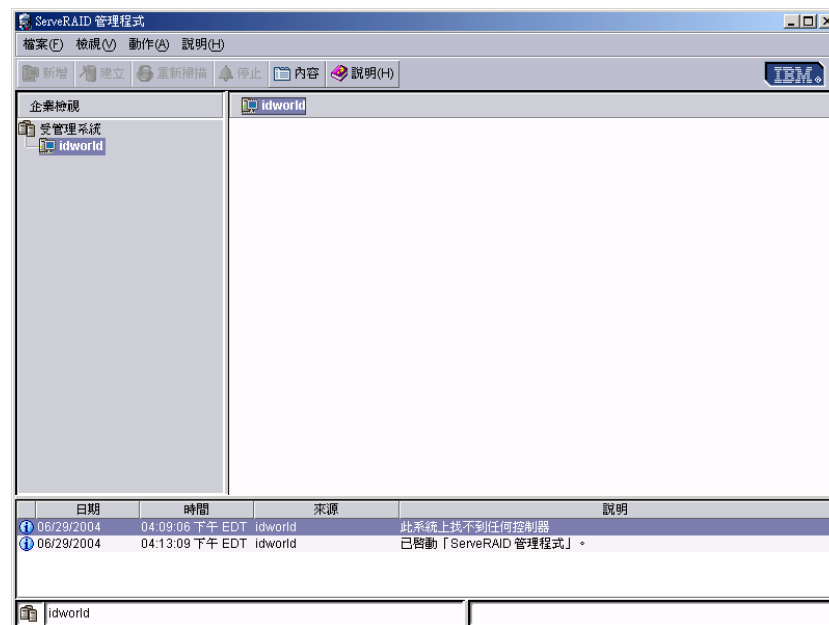 ServeRAID 管理程式
檔案(F) 檢視(V) 動作(A) 說明(H)
新增 建立 重新掃描 停止 內容 說明(H) IBM
企業檢視 idworld
受管理系統
idworld
日期 時間 來源 說明
06/29/2004 04:09:06 下午 EDT idworld 此系統上找不到任何控制器
06/29/2004 04:13:09 下午 EDT idworld 已啟動「ServeRAID 管理程式」。
idworld